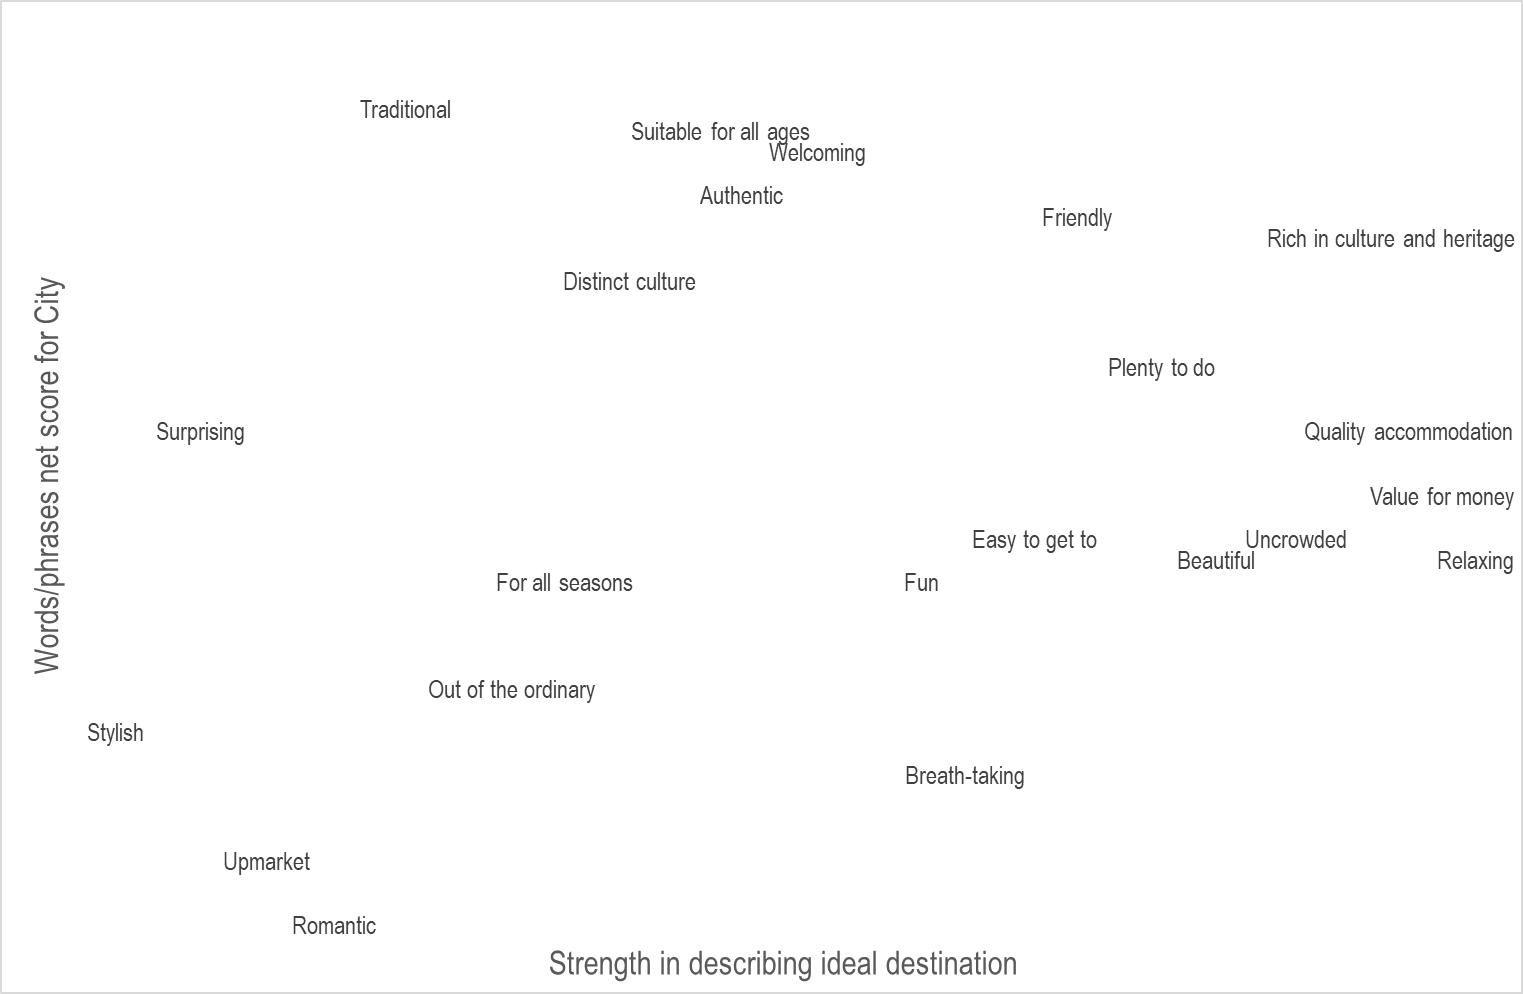 Traditional
Suitable for all ages
Welcoming
Authentic
Friendly
Rich in culture and heritage
Distinct culture
Plenty to do
Surprising
Quality accommodation
Value for money
Easy to get to
Uncrowded
Beautiful
Relaxing
For all seasons
Fun
Out of the ordinary
Stylish
Breath-taking
Upmarket
Romantic
Words/phrases net score for City
Strength in describing ideal destination